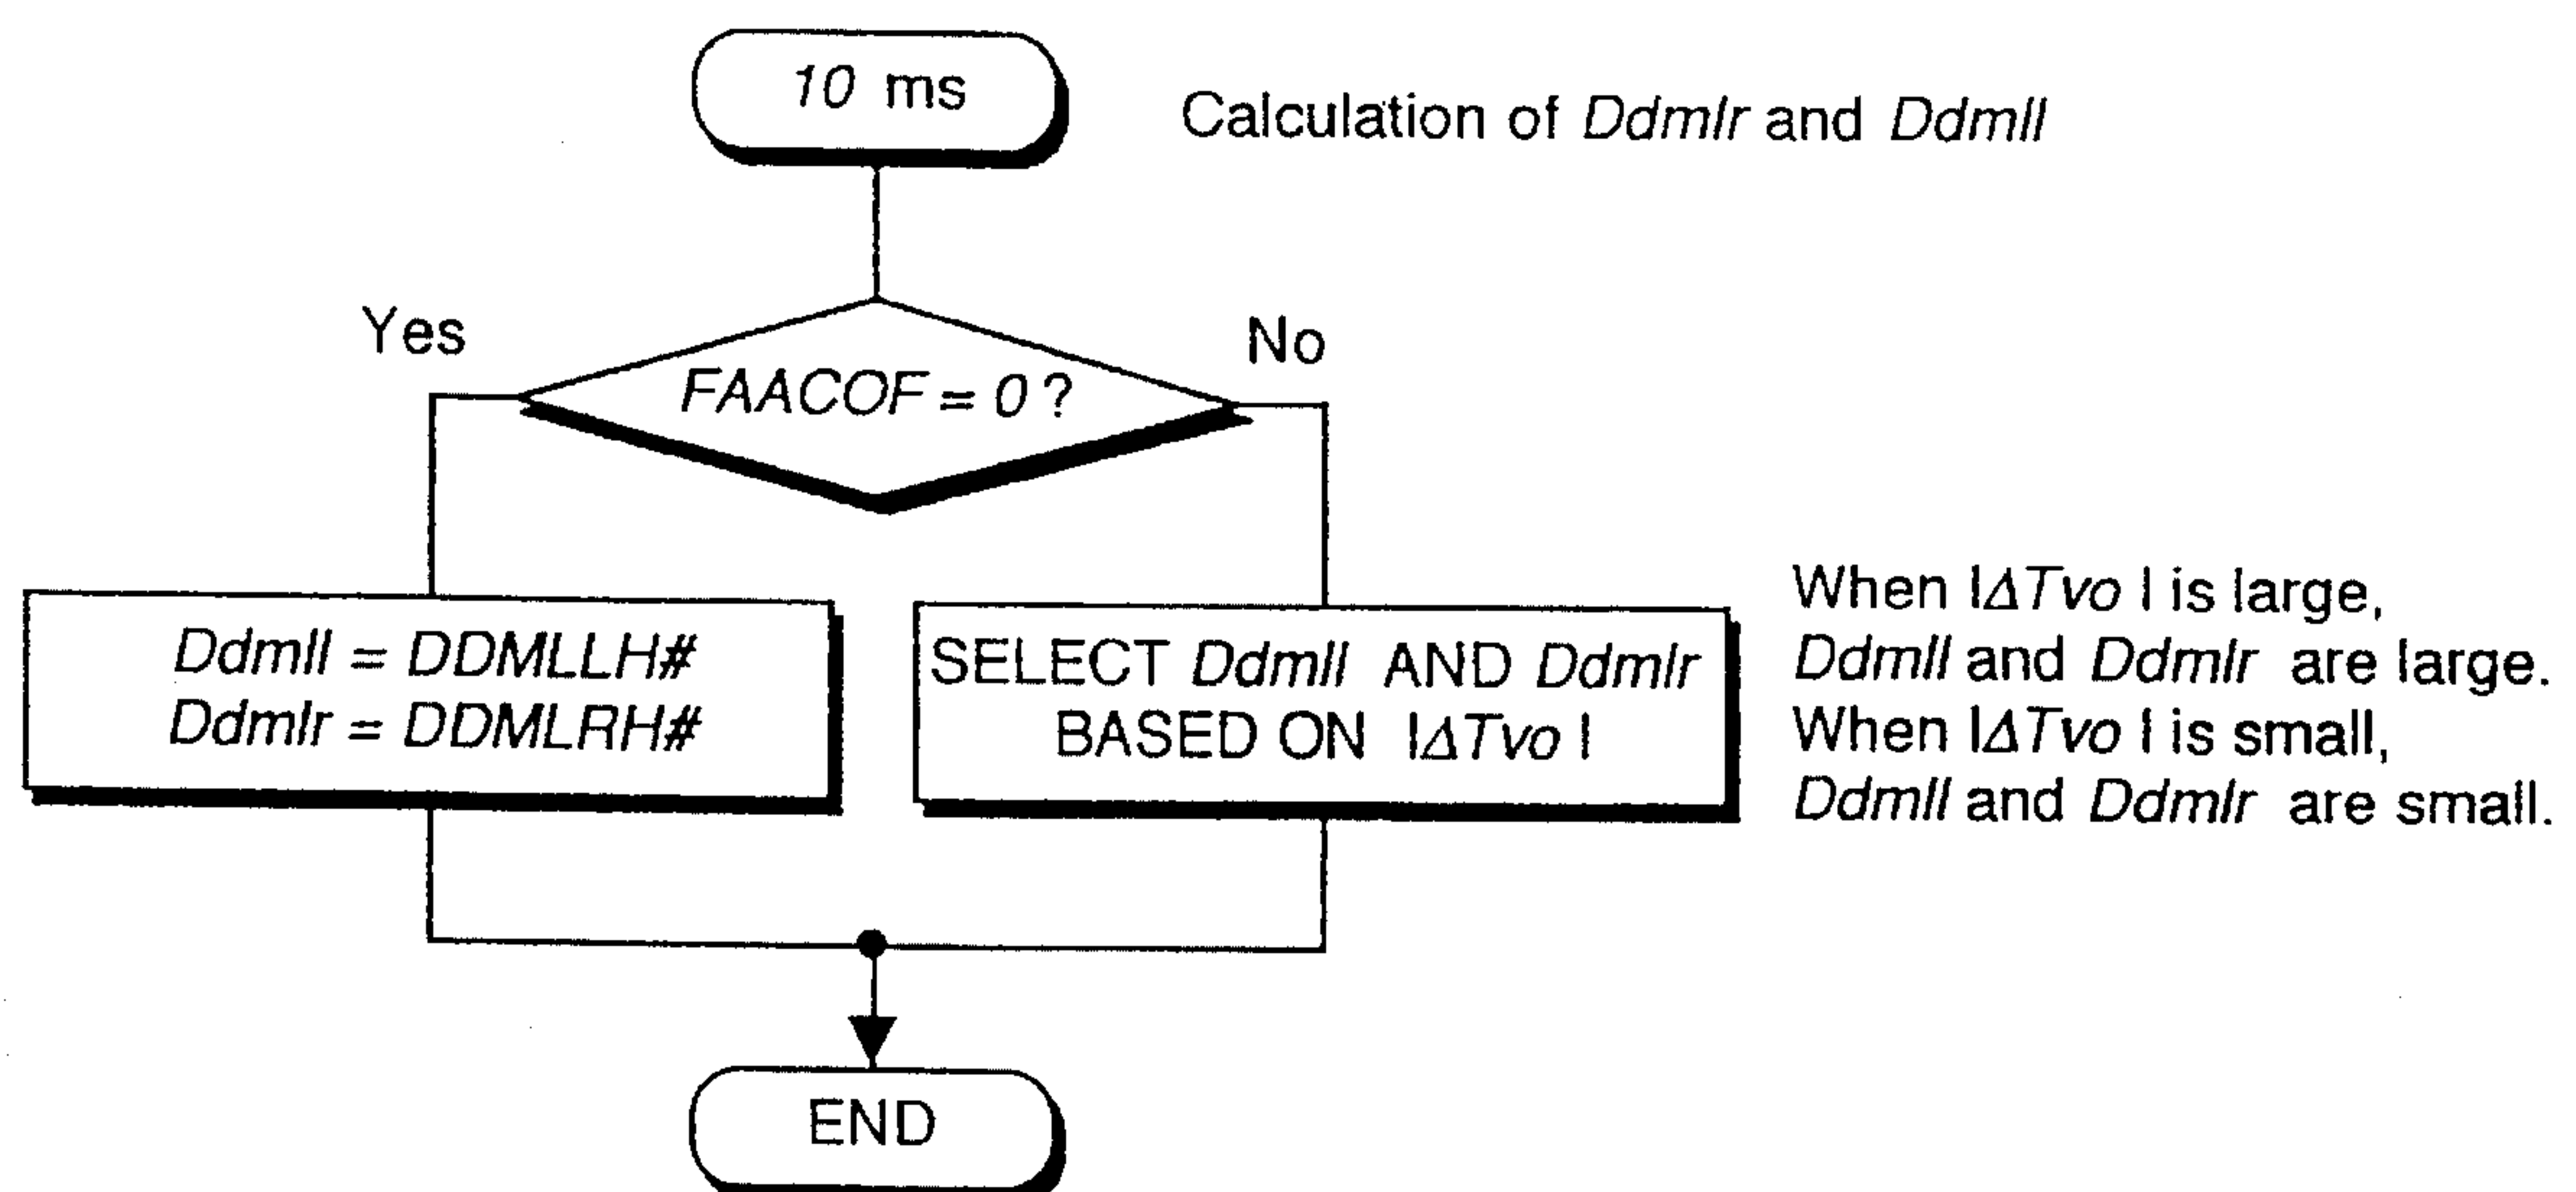 10 ms
Calculation of Ddmlr and Ddmll
Yes
No
FAACOF = 0 ?
Ddmll = DDMLLH#
Ddmlr = DDMLRH#
SELECT Ddmll AND Ddmlr
BASED ON |ΔTvo |
When |ΔTvo | is large,
Ddmll and Ddmlr are large.
When |ΔTvo | is small,
Ddmll and Ddmlr are small.
END